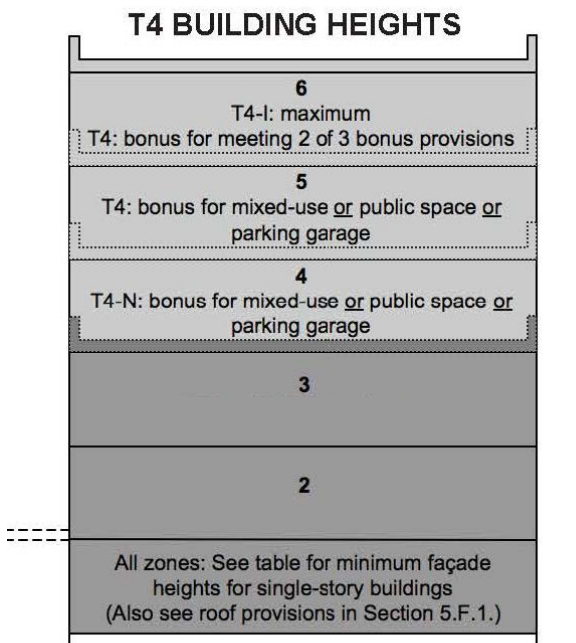 T4 BUILDING HEIGHTS
6
T4-I: maximum
T4: bonus for meeting 2 of 3 bonus provisions
5
T4: bonus for mixed-use or public space or
parking garage
4
T4-N: bonus for mixed-use or public space or
parking garage
3
2
All zones: See table for minimum façade
heights for single-story buildings
(Also see roof provisions in Section 5.F.1.)